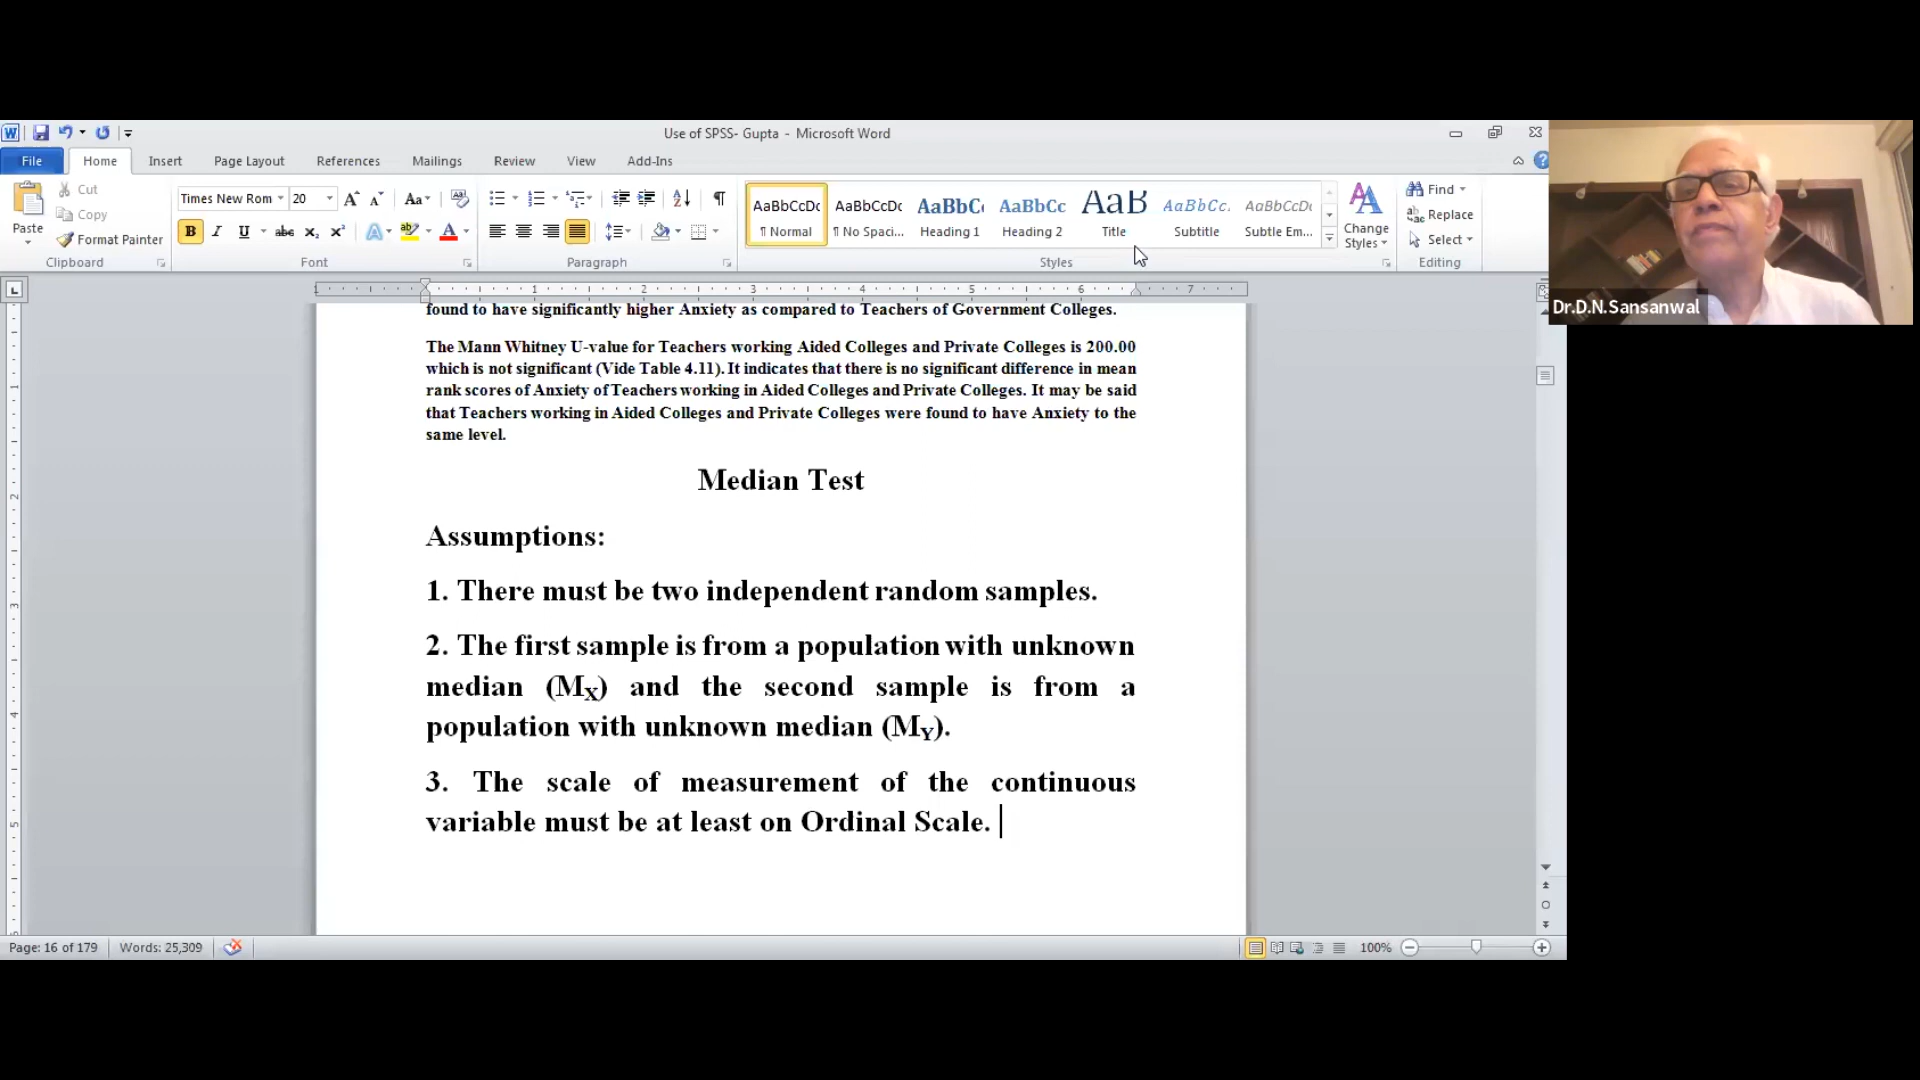 Use of SPSS- Gupta - Microsoft Word
File Home Insert Page Layout References Mailings Review View Add-Ins
Paste
Cut
Copy
Format Painter
Clipboard
Times New Rom 20
Font
Paragraph
AaBbCcDc AaBbCcDc AaBbC AaBbCc AaB AaBbCc. AaBbCcDc
¶ Normal ¶ No Spaci... Heading 1 Heading 2 Title Subtitle Subtle Em...
Styles
Change
Styles
Find
Replace
Select
Editing
Dr.D.N.Sansanwal
1 1 2 3 4 5 6 7
found to have significantly higher Anxiety as compared to Teachers of Government Colleges.
The Mann Whitney U-value for Teachers working Aided Colleges and Private Colleges is 200.00
which is not significant (Vide Table 4.11). It indicates that there is no significant difference in mean
rank scores of Anxiety of Teachers working in Aided Colleges and Private Colleges. It may be said
that Teachers working in Aided Colleges and Private Colleges were found to have Anxiety to the
same level.
Median Test
Assumptions:
1. There must be two independent random samples.
2. The first sample is from a population with unknown
median (MX) and the second sample is from a
population with unknown median (MY).
3. The scale of measurement of the continuous
variable must be at least on Ordinal Scale.
Page: 16 of 179 Words: 25,309 100%